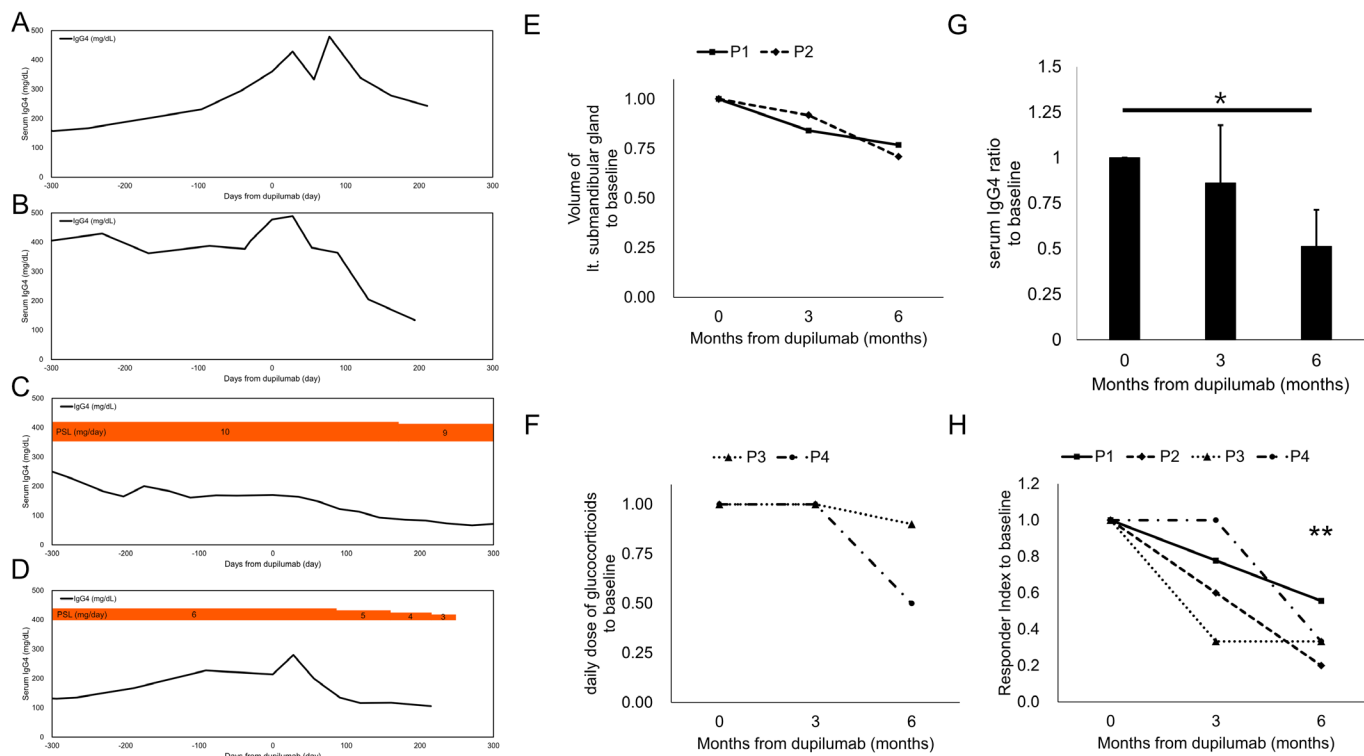 A
IgG4 (mg/dL)
Serum IgG4 (mg/dL)
500
400
300
200
100
0
-300 -200 -100 0 100 200 300
Days from dupilumab (day)
B
IgG4 (mg/dL)
Serum IgG4 (mg/dL)
500
400
300
200
100
0
-300 -200 -100 0 100 200 300
Days from dupilumab (day)
C
IgG4 (mg/dL)
PSL (mg/day) 10 9
Serum IgG4 (mg/dL)
500
400
300
200
100
0
-300 -200 -100 0 100 200 300
Days from dupilumab (day)
D
IgG4 (mg/dL)
PSL (mg/day) 6 5 4 3
Serum IgG4 (mg/dL)
500
400
300
200
100
0
-300 -200 -100 0 100 200 300
Days from dupilumab (day)
E
P1 P2
Volume of
lt. submandibular gland
to baseline
1.00
0.75
0.50
0.25
0.00
0 3 6
Months from dupilumab (months)
F
P3 P4
daily dose of glucocorticoids
to baseline
1.00
0.75
0.50
0.25
0.00
0 3 6
Months from dupilumab (months)
G
*
serum IgG4 ratio
to baseline
1.5
1.25
1
0.75
0.5
0.25
0
0 3 6
Months from dupilumab (months)
H
P1 P2 P3 P4
**
Responder Index to baseline
1.2
1.0
0.8
0.6
0.4
0.2
0.0
0 3 6
Months from dupilumab (months)